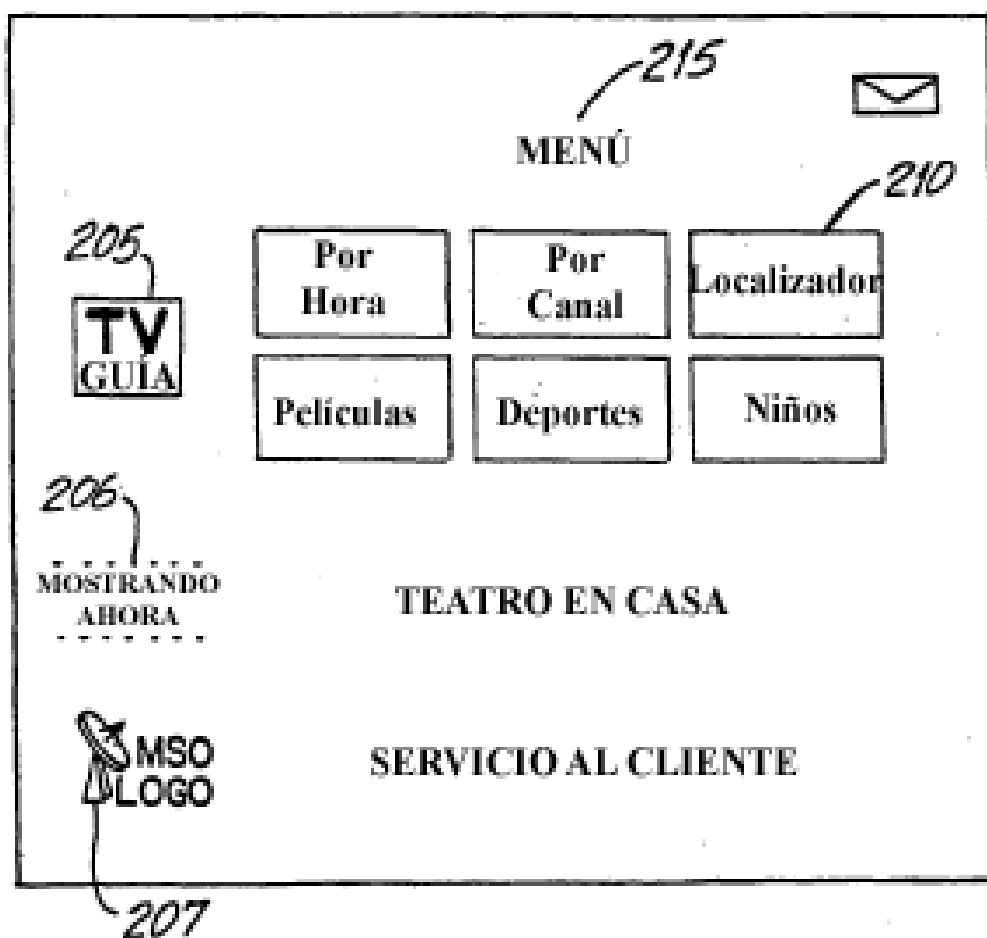 215
MENÚ
210
205
Por Hora
Por Canal
Localizador
TV GUÍA
Películas
Deportes
Niños
206
MOSTRANDO AHORA
TEATRO EN CASA
MSO LOGO
SERVICIO AL CLIENTE
207